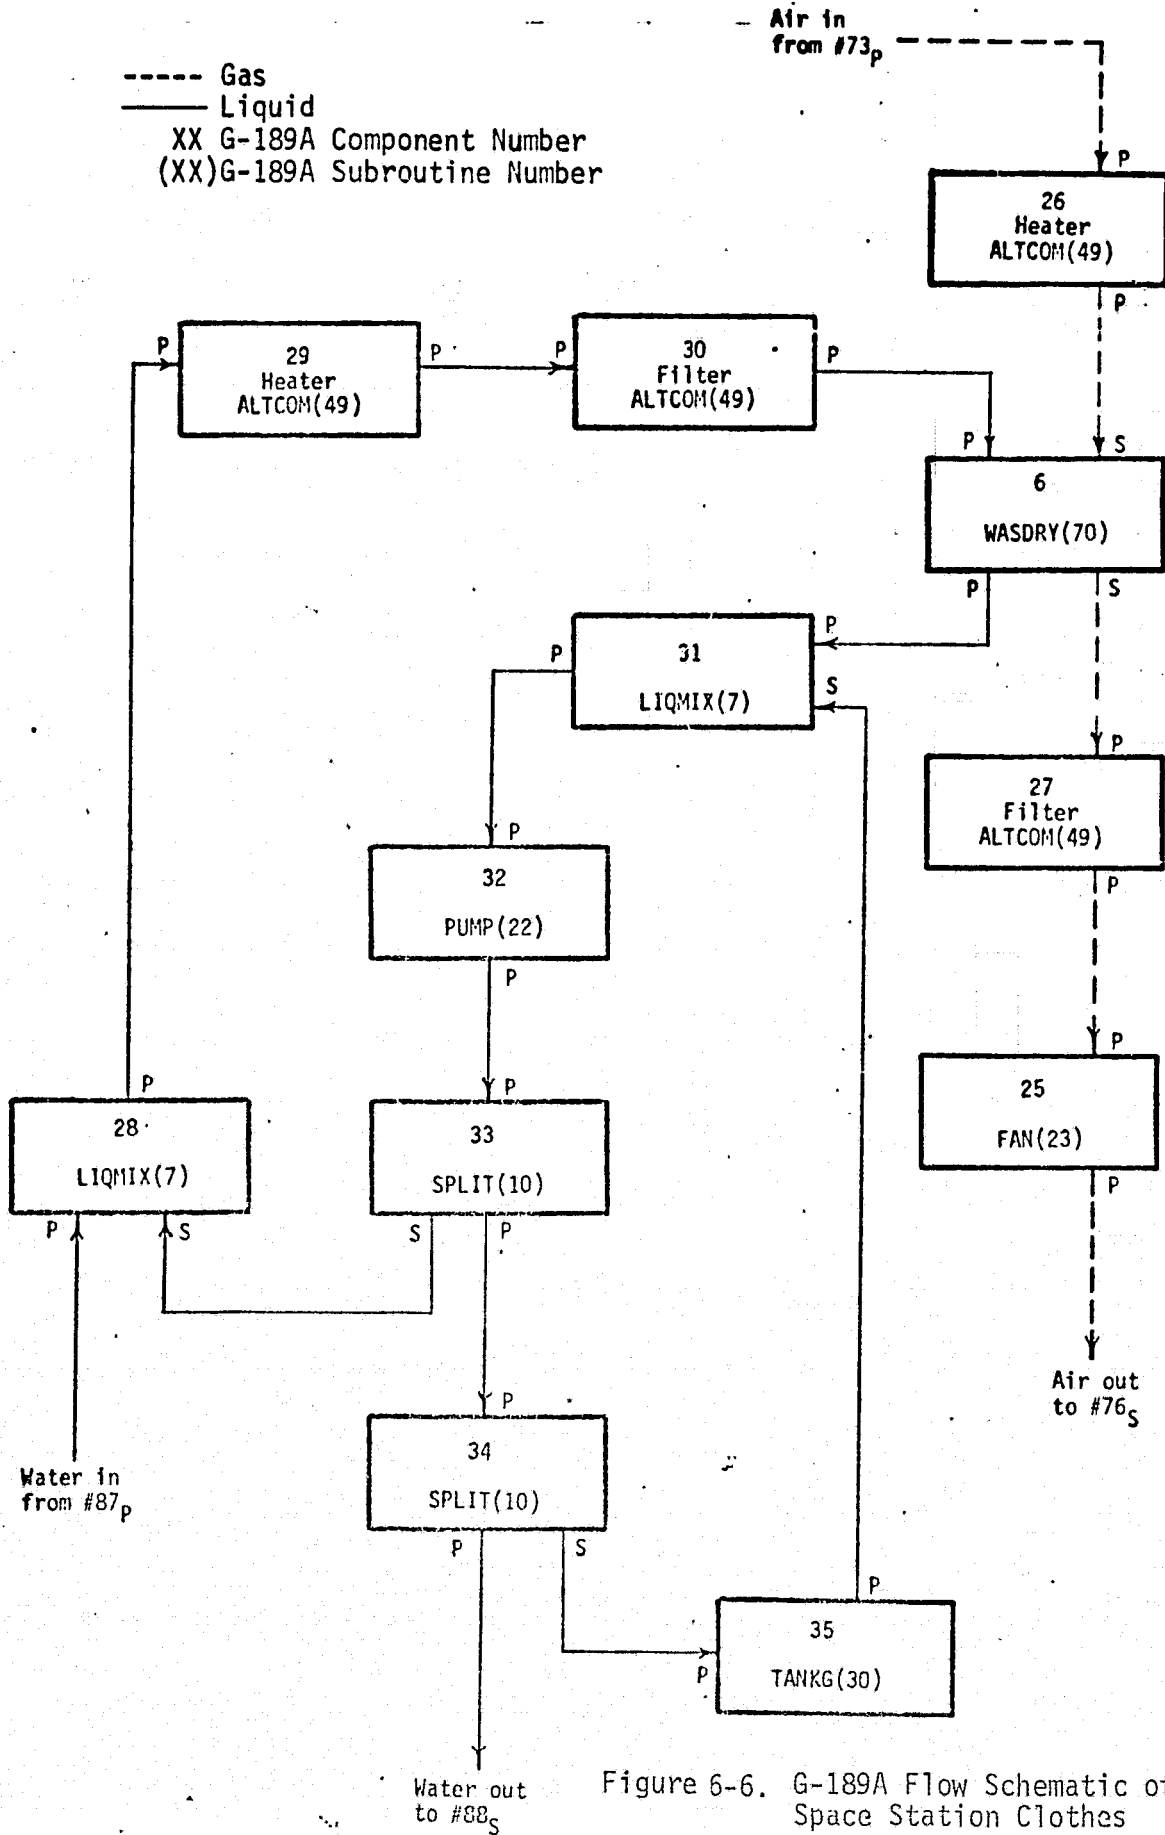 Air in
from #73P
Gas
Liquid
XX G-189A Component Number
(XX)G-189A Subroutine Number
P
26
Heater
ALTCOM(49)
P
P
29
Heater
ALTCOM(49)
P
P
30
Filter
ALTCOM(49)
P
P
S
6
WASDRY(70)
P
S
P
31
LIQMIX(7)
P
S
P
27
Filter
ALTCOM(49)
P
P
32
PUMP(22)
P
P
25
FAN(23)
P
P
28
LIQMIX(7)
P
S
P
33
SPLIT(10)
S
P
Air out
to #76S
P
34
SPLIT(10)
P
S
Water in
from #87P
P
35
TANKG(30)
P
Water out
to #88S
Figure 6-6. G-189A Flow Schematic of
Space Station Clothes